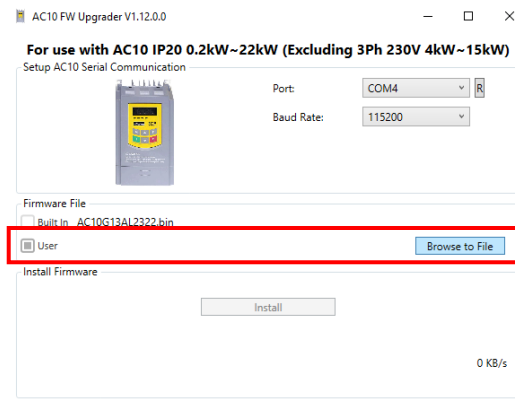 AC10 FW Upgrader V1.12.0.0
For use with AC10 IP20 0.2kW~22kW (Excluding 3Ph 230V 4kW~15kW)
Setup AC10 Serial Communication
Port: COM4 R
Baud Rate: 115200
Firmware File
Built In AC10G13AL2322.bin
User Browse to File
Install Firmware
Install
0 KB/s